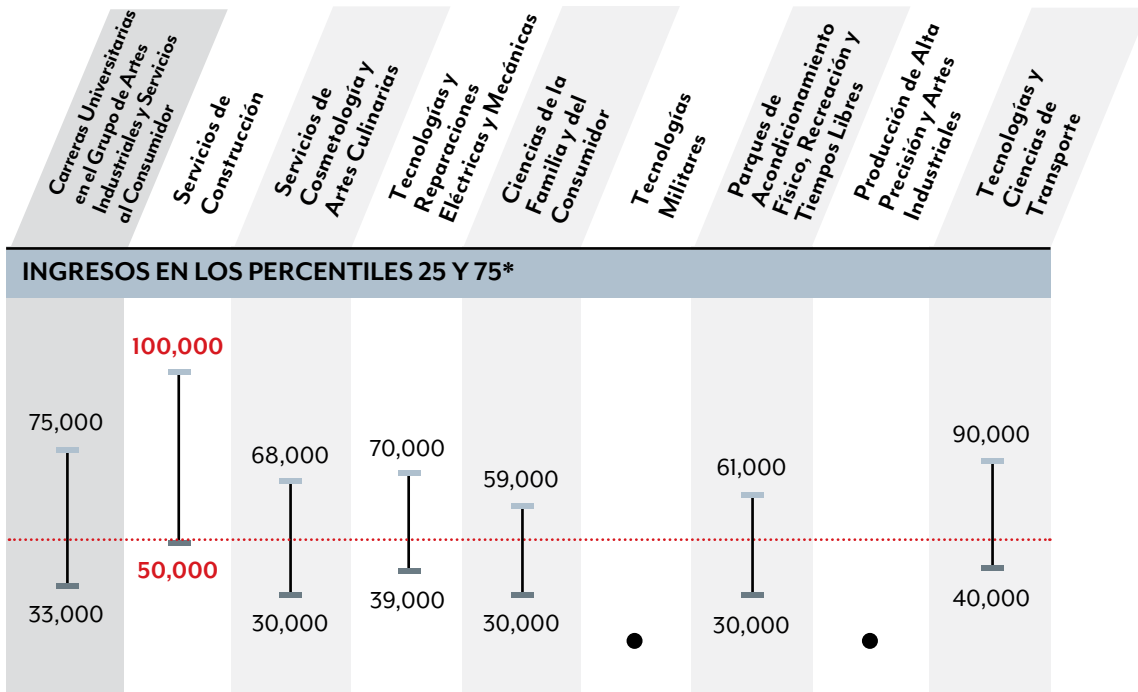 Carreras Universitarias
en el Grupo de Artes
Industriales y Servicios
al Consumidor
Servicios de
Construcción
Servicios de
Cosmetología y
Artes Culinarias
Tecnologías y
Reparaciones
Eléctricas y Mecánicas
Ciencias de la
Familia y del
Consumidor
Tecnologías
Militares
Parques de
Acondicionamiento
Físico, Recreación y
Tiempos Libres
Producción de Alta
Precisión y Artes
Industriales
Tecnologías y
Ciencias de
Transporte
INGRESOS EN LOS PERCENTILES 25 Y 75*
75,000
33,000
100,000
50,000
68,000
30,000
70,000
39,000
59,000
30,000
61,000
30,000
90,000
40,000